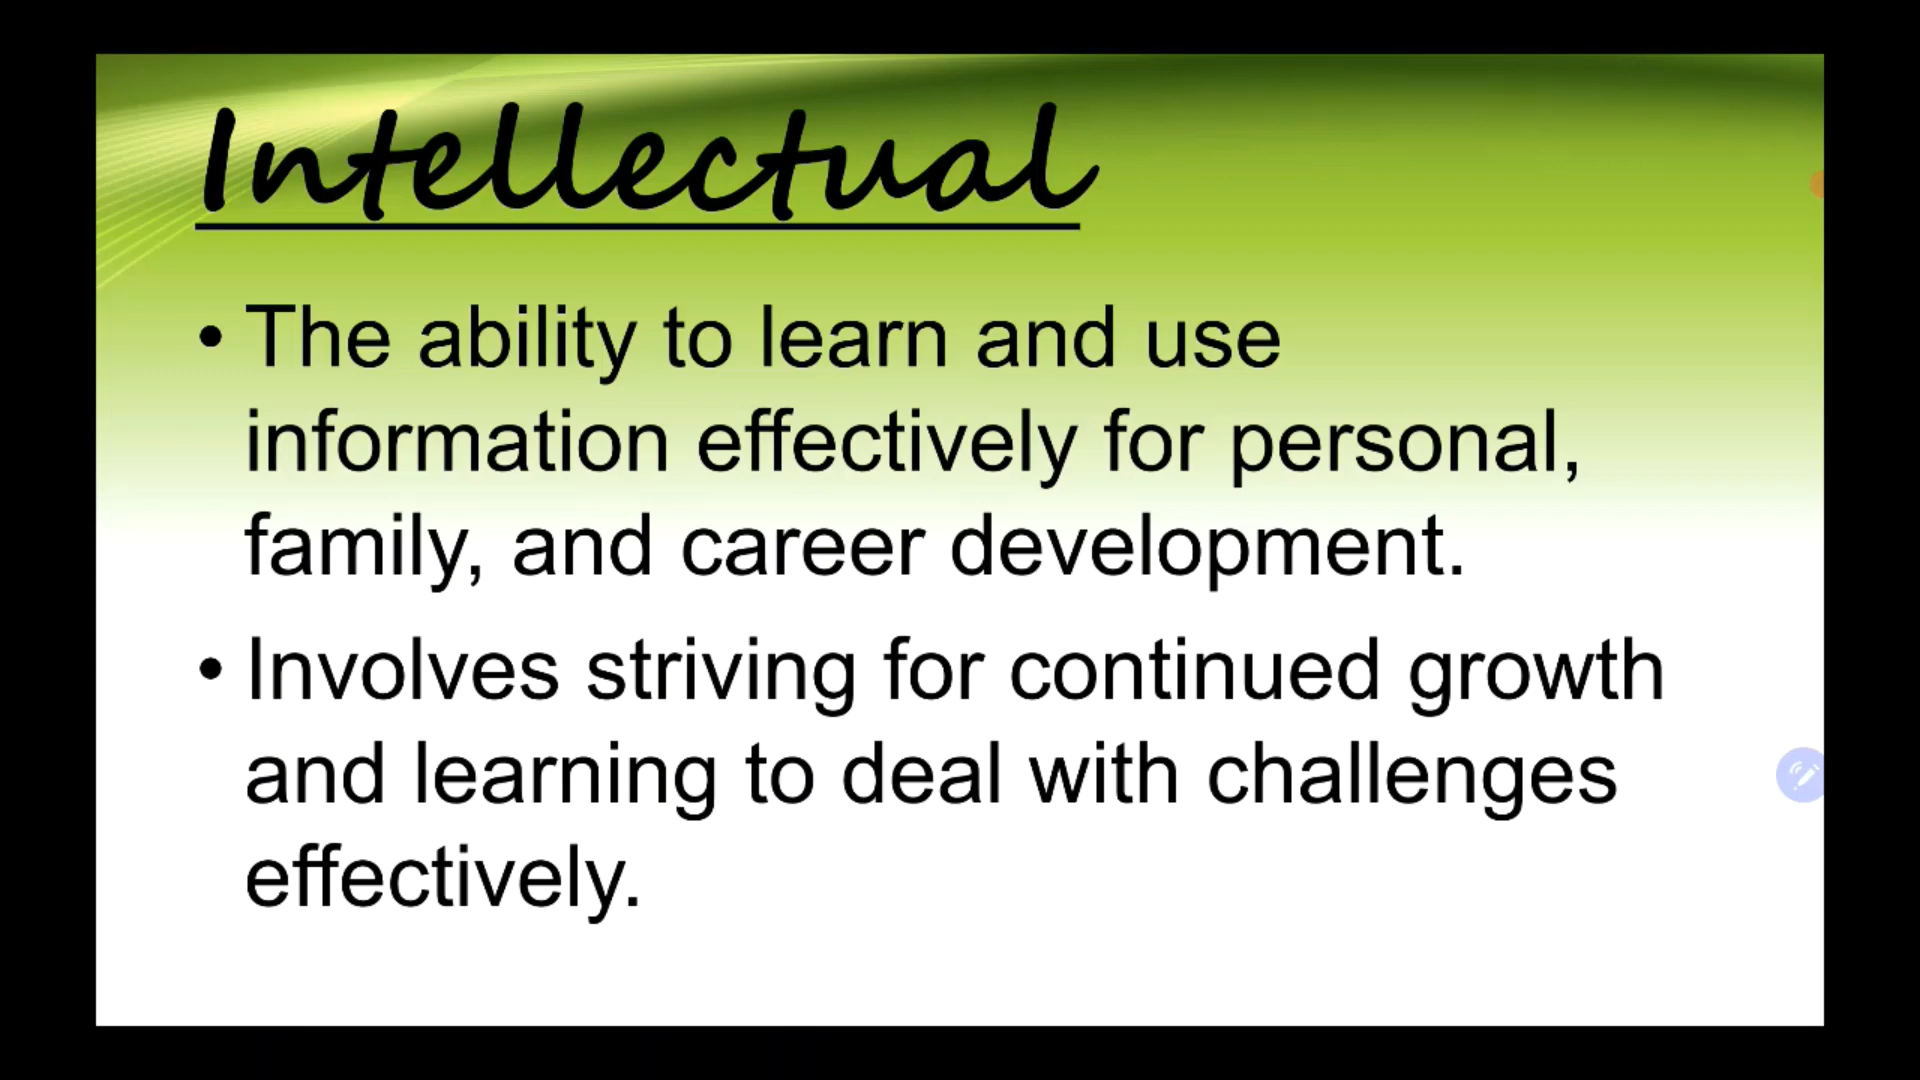 Intellectual
• The ability to learn and use
information effectively for personal,
family, and career development.
• Involves striving for continued growth
and learning to deal with challenges
effectively.